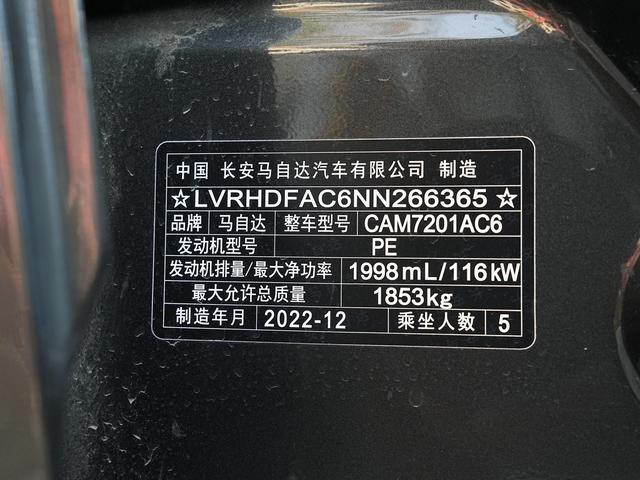 中国 长安马自达汽车有限公司 制造
☆LVRHDFAC6NN266365☆
品牌 马自达 整车型号 CAM7201AC6
发动机型号 PE
发动机排量/最大净功率 1998mL/116kW
最大允许总质量 1853kg
制造年月 2022-12 乘坐人数 5